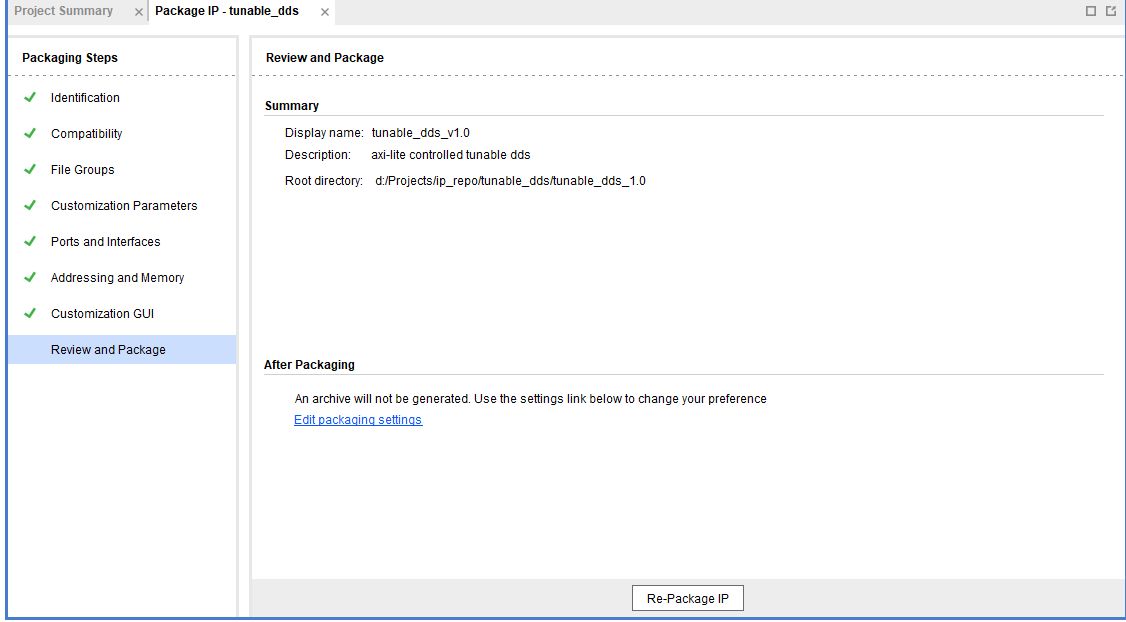 Project Summary
Package IP - tunable_dds
Packaging Steps
Identification
Compatibility
File Groups
Customization Parameters
Ports and Interfaces
Addressing and Memory
Customization GUI
Review and Package
Review and Package
Summary
Display name: tunable_dds_v1.0
Description: axi-lite controlled tunable dds
Root directory: d:/Projects/ip_repo/tunable_dds/tunable_dds_1.0
After Packaging
An archive will not be generated. Use the settings link below to change your preference
Edit packaging settings
Re-Package IP